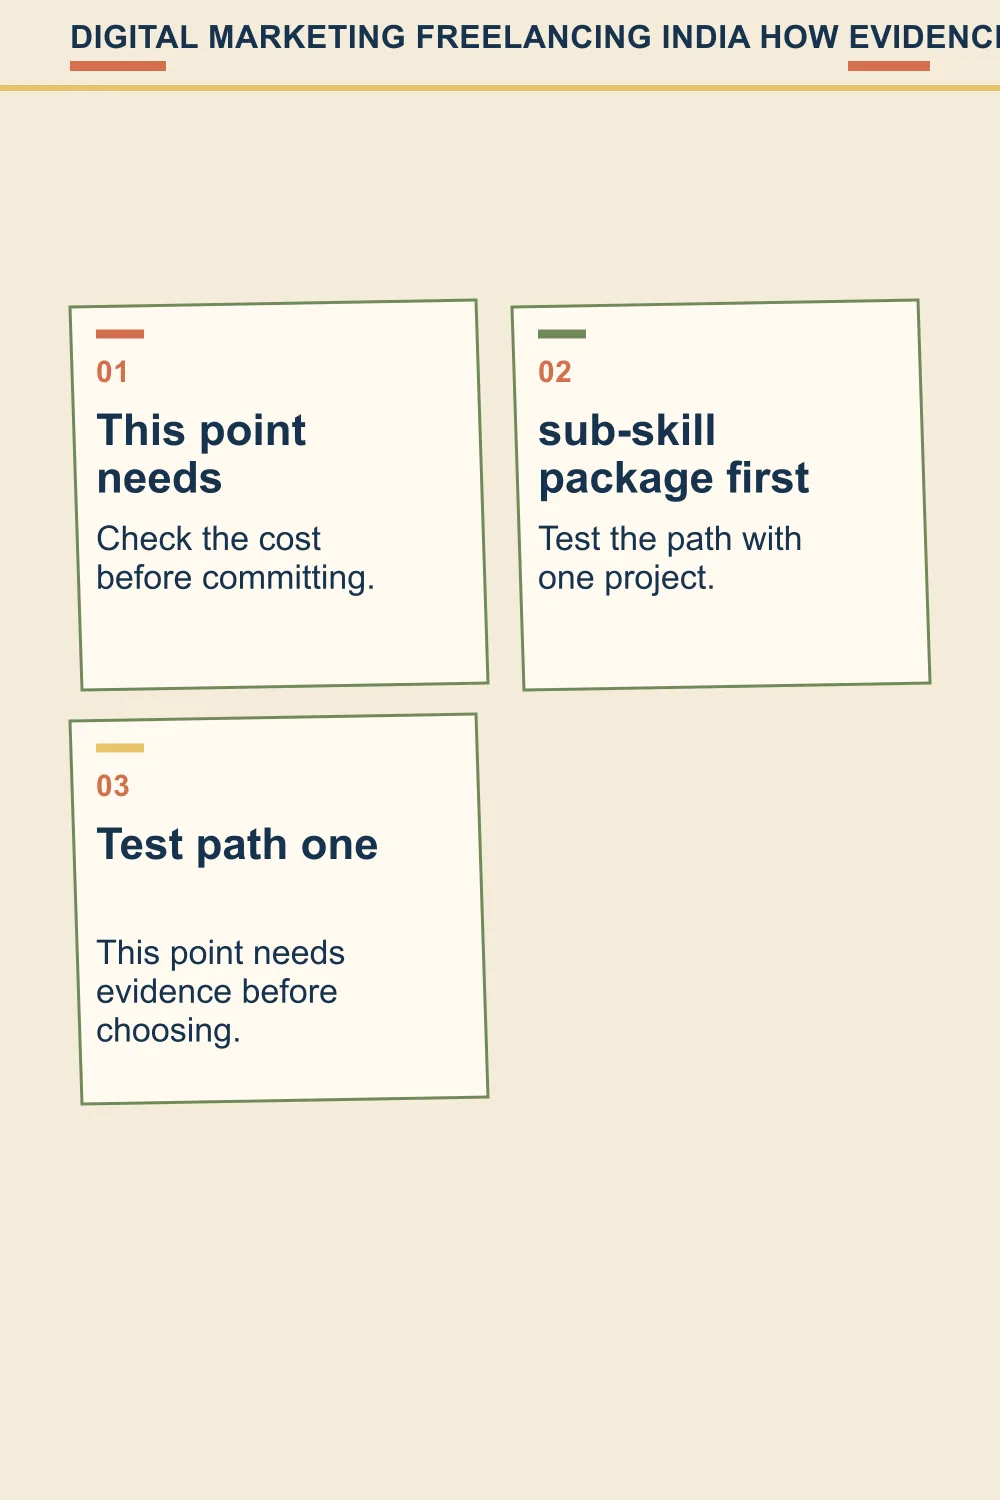 DIGITAL MARKETING FREELANCING INDIA HOW EVIDENC
01
This point
needs
Check the cost
before committing.
02
sub-skill
package first
Test the path with
one project.
03
Test path one
This point needs
evidence before
choosing.